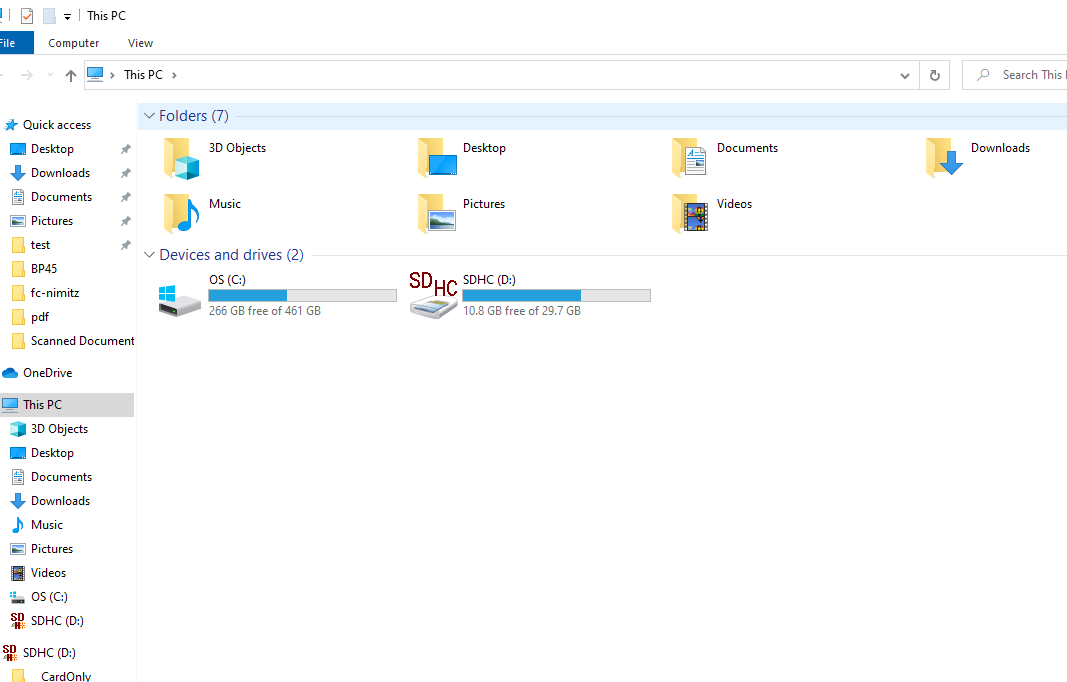 This PC
File
Computer
View
This PC
Search This
Quick access
Desktop
Downloads
Documents
Pictures
test
BP45
fc-nimitz
pdf
Scanned Document
OneDrive
This PC
3D Objects
Desktop
Documents
Downloads
Music
Pictures
Videos
OS (C:)
SDHC (D:)
SD
SDHC (D:)
CardOnly
Folders (7)
3D Objects
Desktop
Documents
Downloads
Music
Pictures
Videos
Devices and drives (2)
OS (C:)
266 GB free of 461 GB
SDHC
SDHC (D:)
10.8 GB free of 29.7 GB